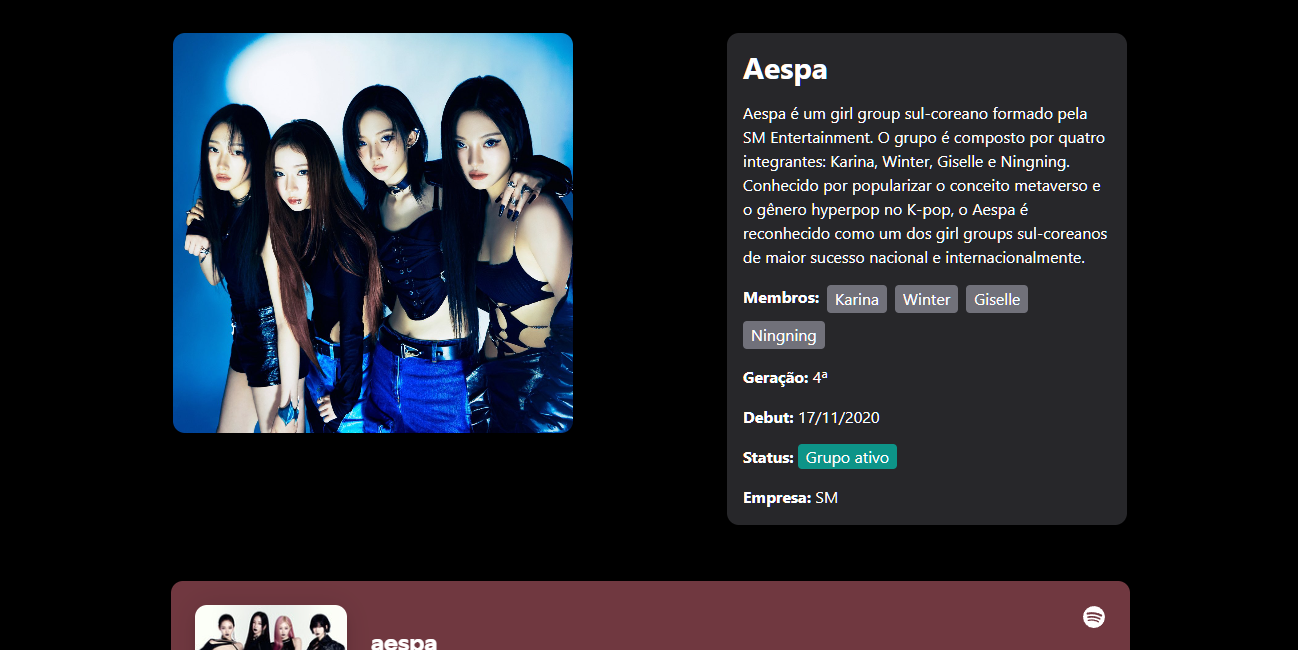 Aespa
Aespa é um girl group sul-coreano formado pela
SM Entertainment. O grupo é composto por quatro
integrantes: Karina, Winter, Giselle e Ningning.
Conhecido por popularizar o conceito metaverso e
o gênero hyperpop no K-pop, o Aespa é
reconhecido como um dos girl groups sul-coreanos
de maior sucesso nacional e internacionalmente.
Membros: Karina Winter Giselle
Ningning
Geração: 4ª
Debut: 17/11/2020
Status: Grupo ativo
Empresa: SM
aespa